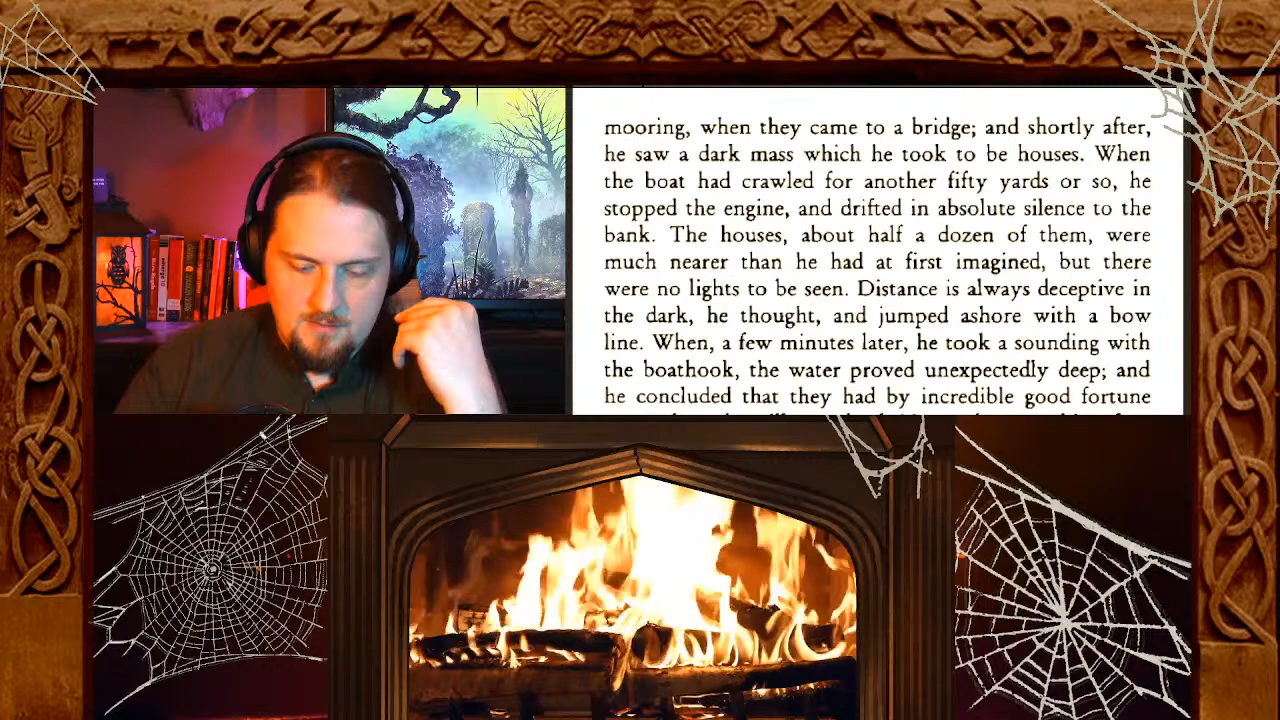 mooring, when they came to a bridge; and shortly after,
he saw a dark mass which he took to be houses. When
the boat had crawled for another fifty yards or so, he
stopped the engine, and drifted in absolute silence to the
bank. The houses, about half a dozen of them, were
much nearer than he had at first imagined, but there
were no lights to be seen. Distance is always deceptive in
the dark, he thought, and jumped ashore with a bow
line. When, a few minutes later, he took a sounding with
the boathook, the water proved unexpectedly deep; and
he concluded that they had by incredible good fortune